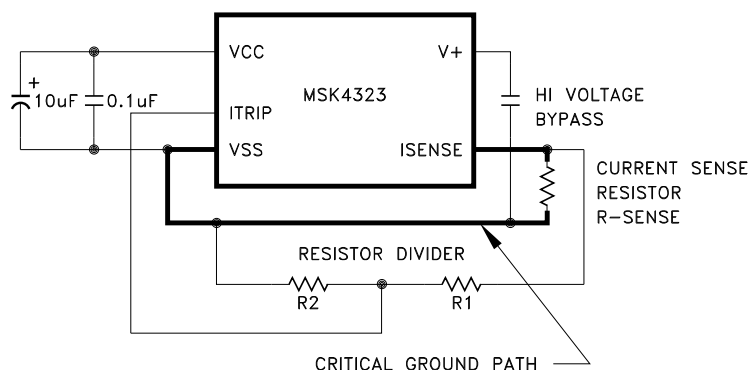 VCC
V+
MSK4323
+
10uF
0.1uF
HI VOLTAGE
BYPASS
ITRIP
VSS
ISENSE
CURRENT SENSE
RESISTOR
R-SENSE
RESISTOR DIVIDER
R2
R1
CRITICAL GROUND PATH